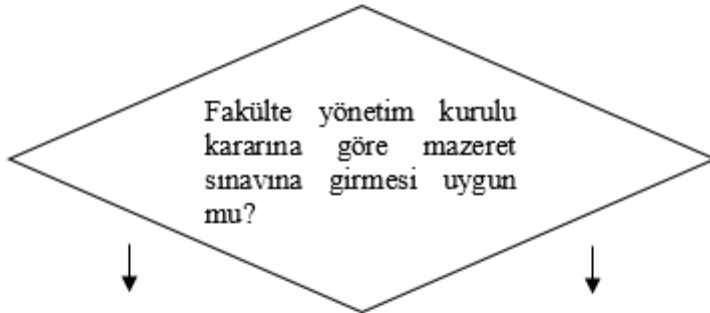 Fakülte yönetim kurulu
kararına göre mazeret
sınavına girmesi uygun
mu?